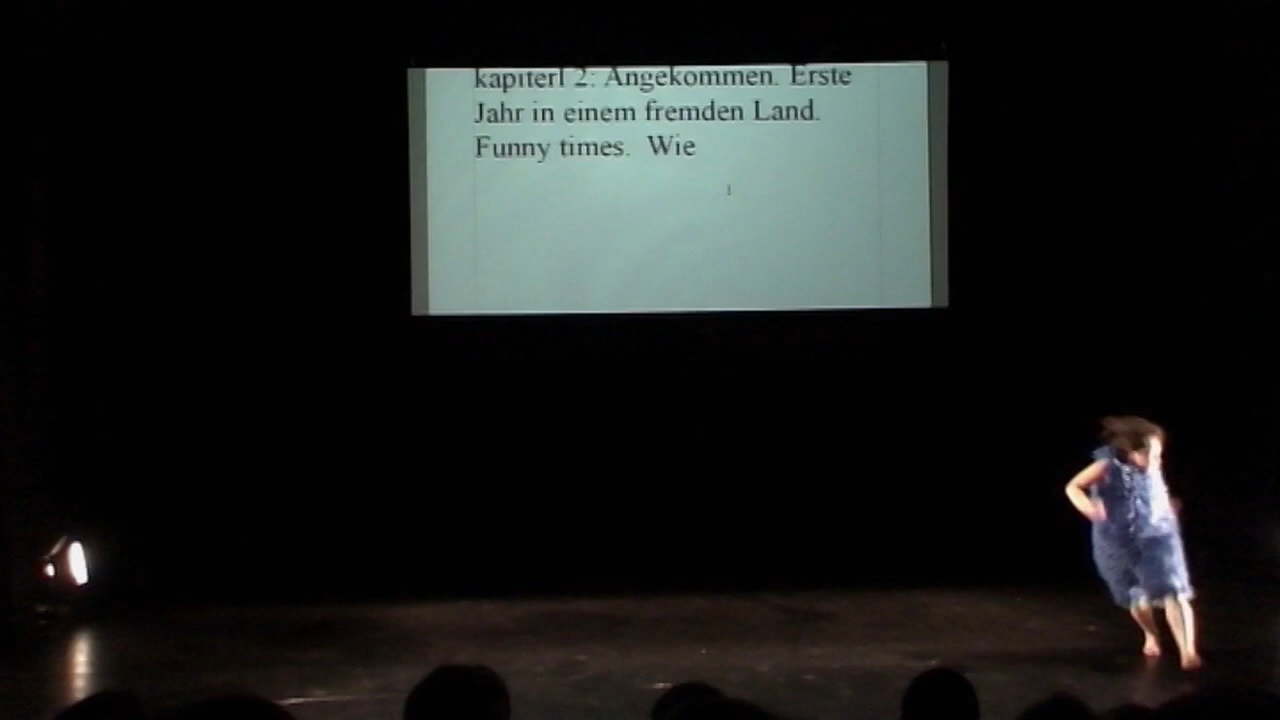 kapiterl 2: Angekommen. Erste
Jahr in einem fremden Land.
Funny times. Wie